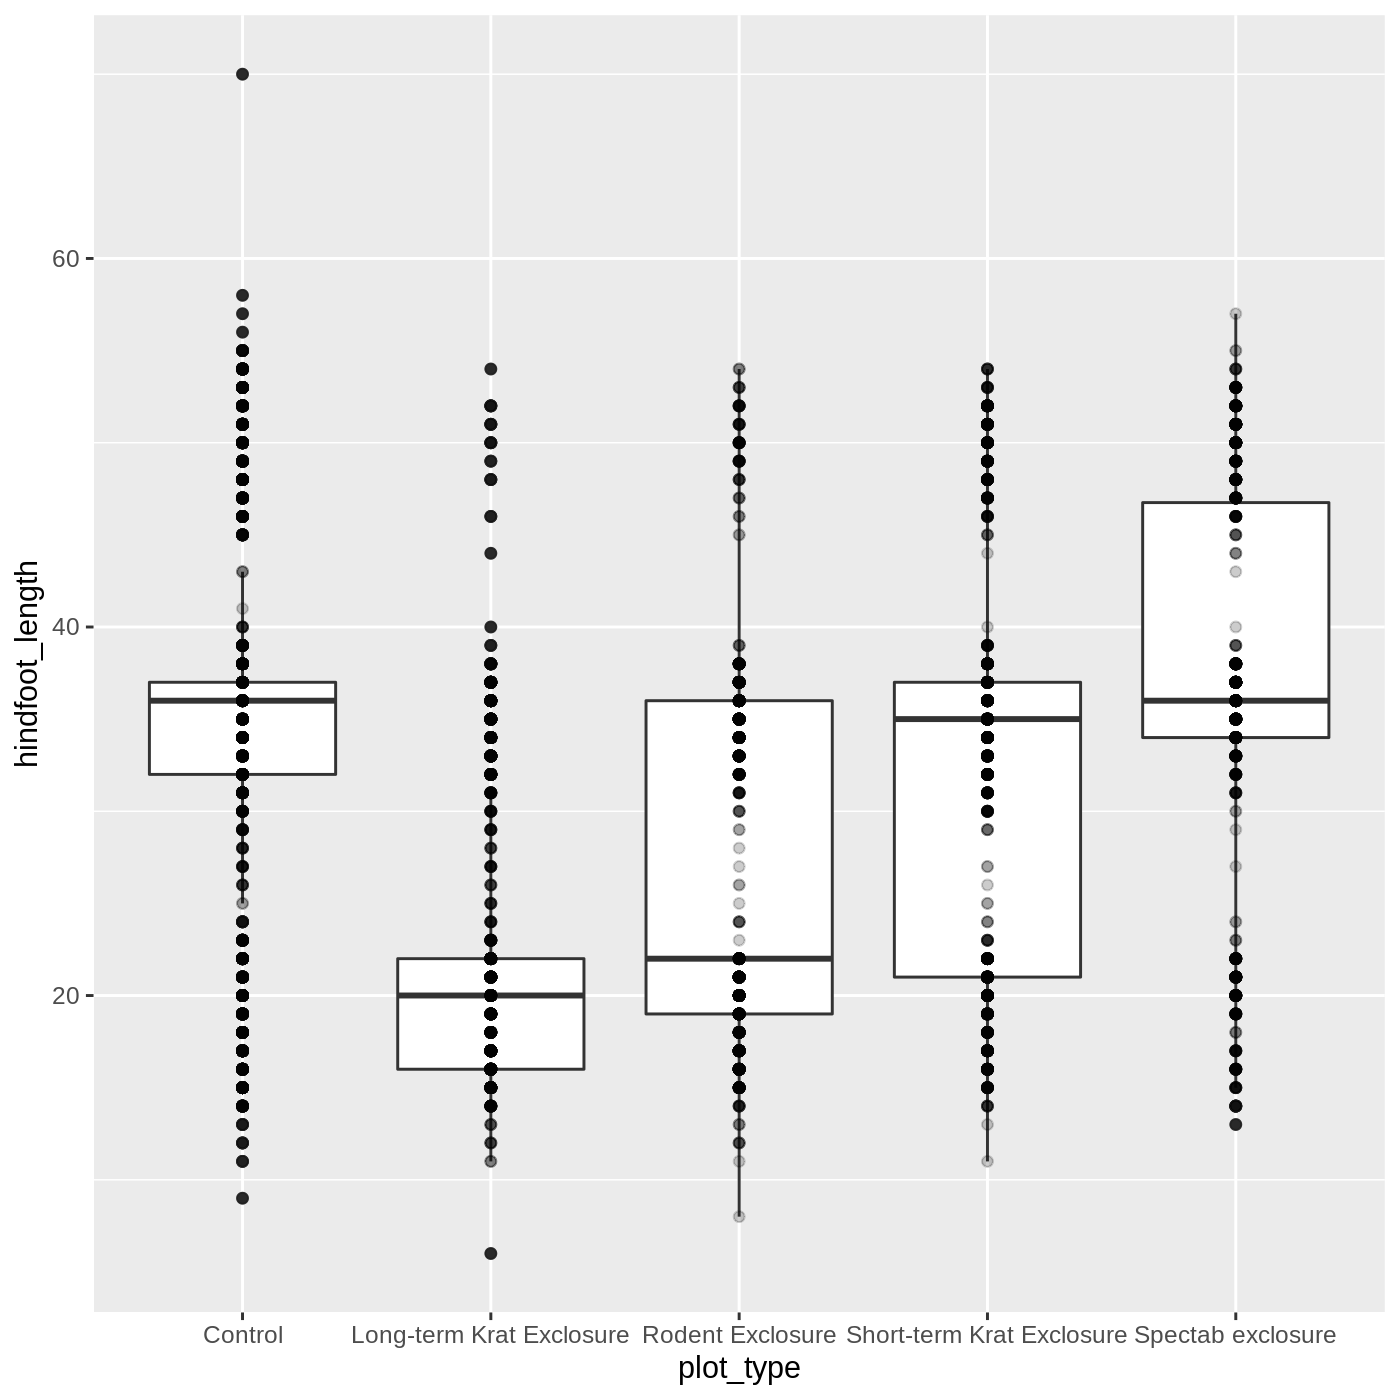 hindfoot_length
60
40
20
Control Long-term Krat Exclosure Rodent Exclosure Short-term Krat Exclosure Spectab exclosure
plot_type